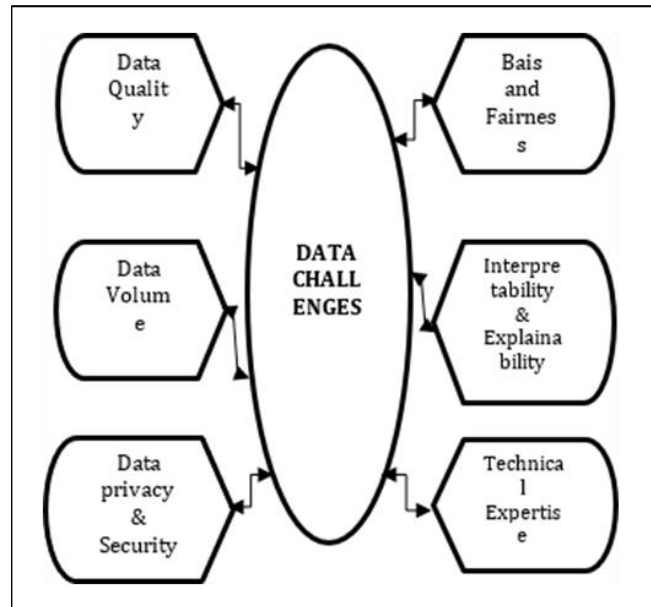 Data
Qualit
y
Bais
and
Fairnes
s
Data
Volum
e
DATA
CHALL
ENGES
Interpre
tability
&
Explaina
bility
Data
privacy
&
Security
Technica
l
Expertis
e